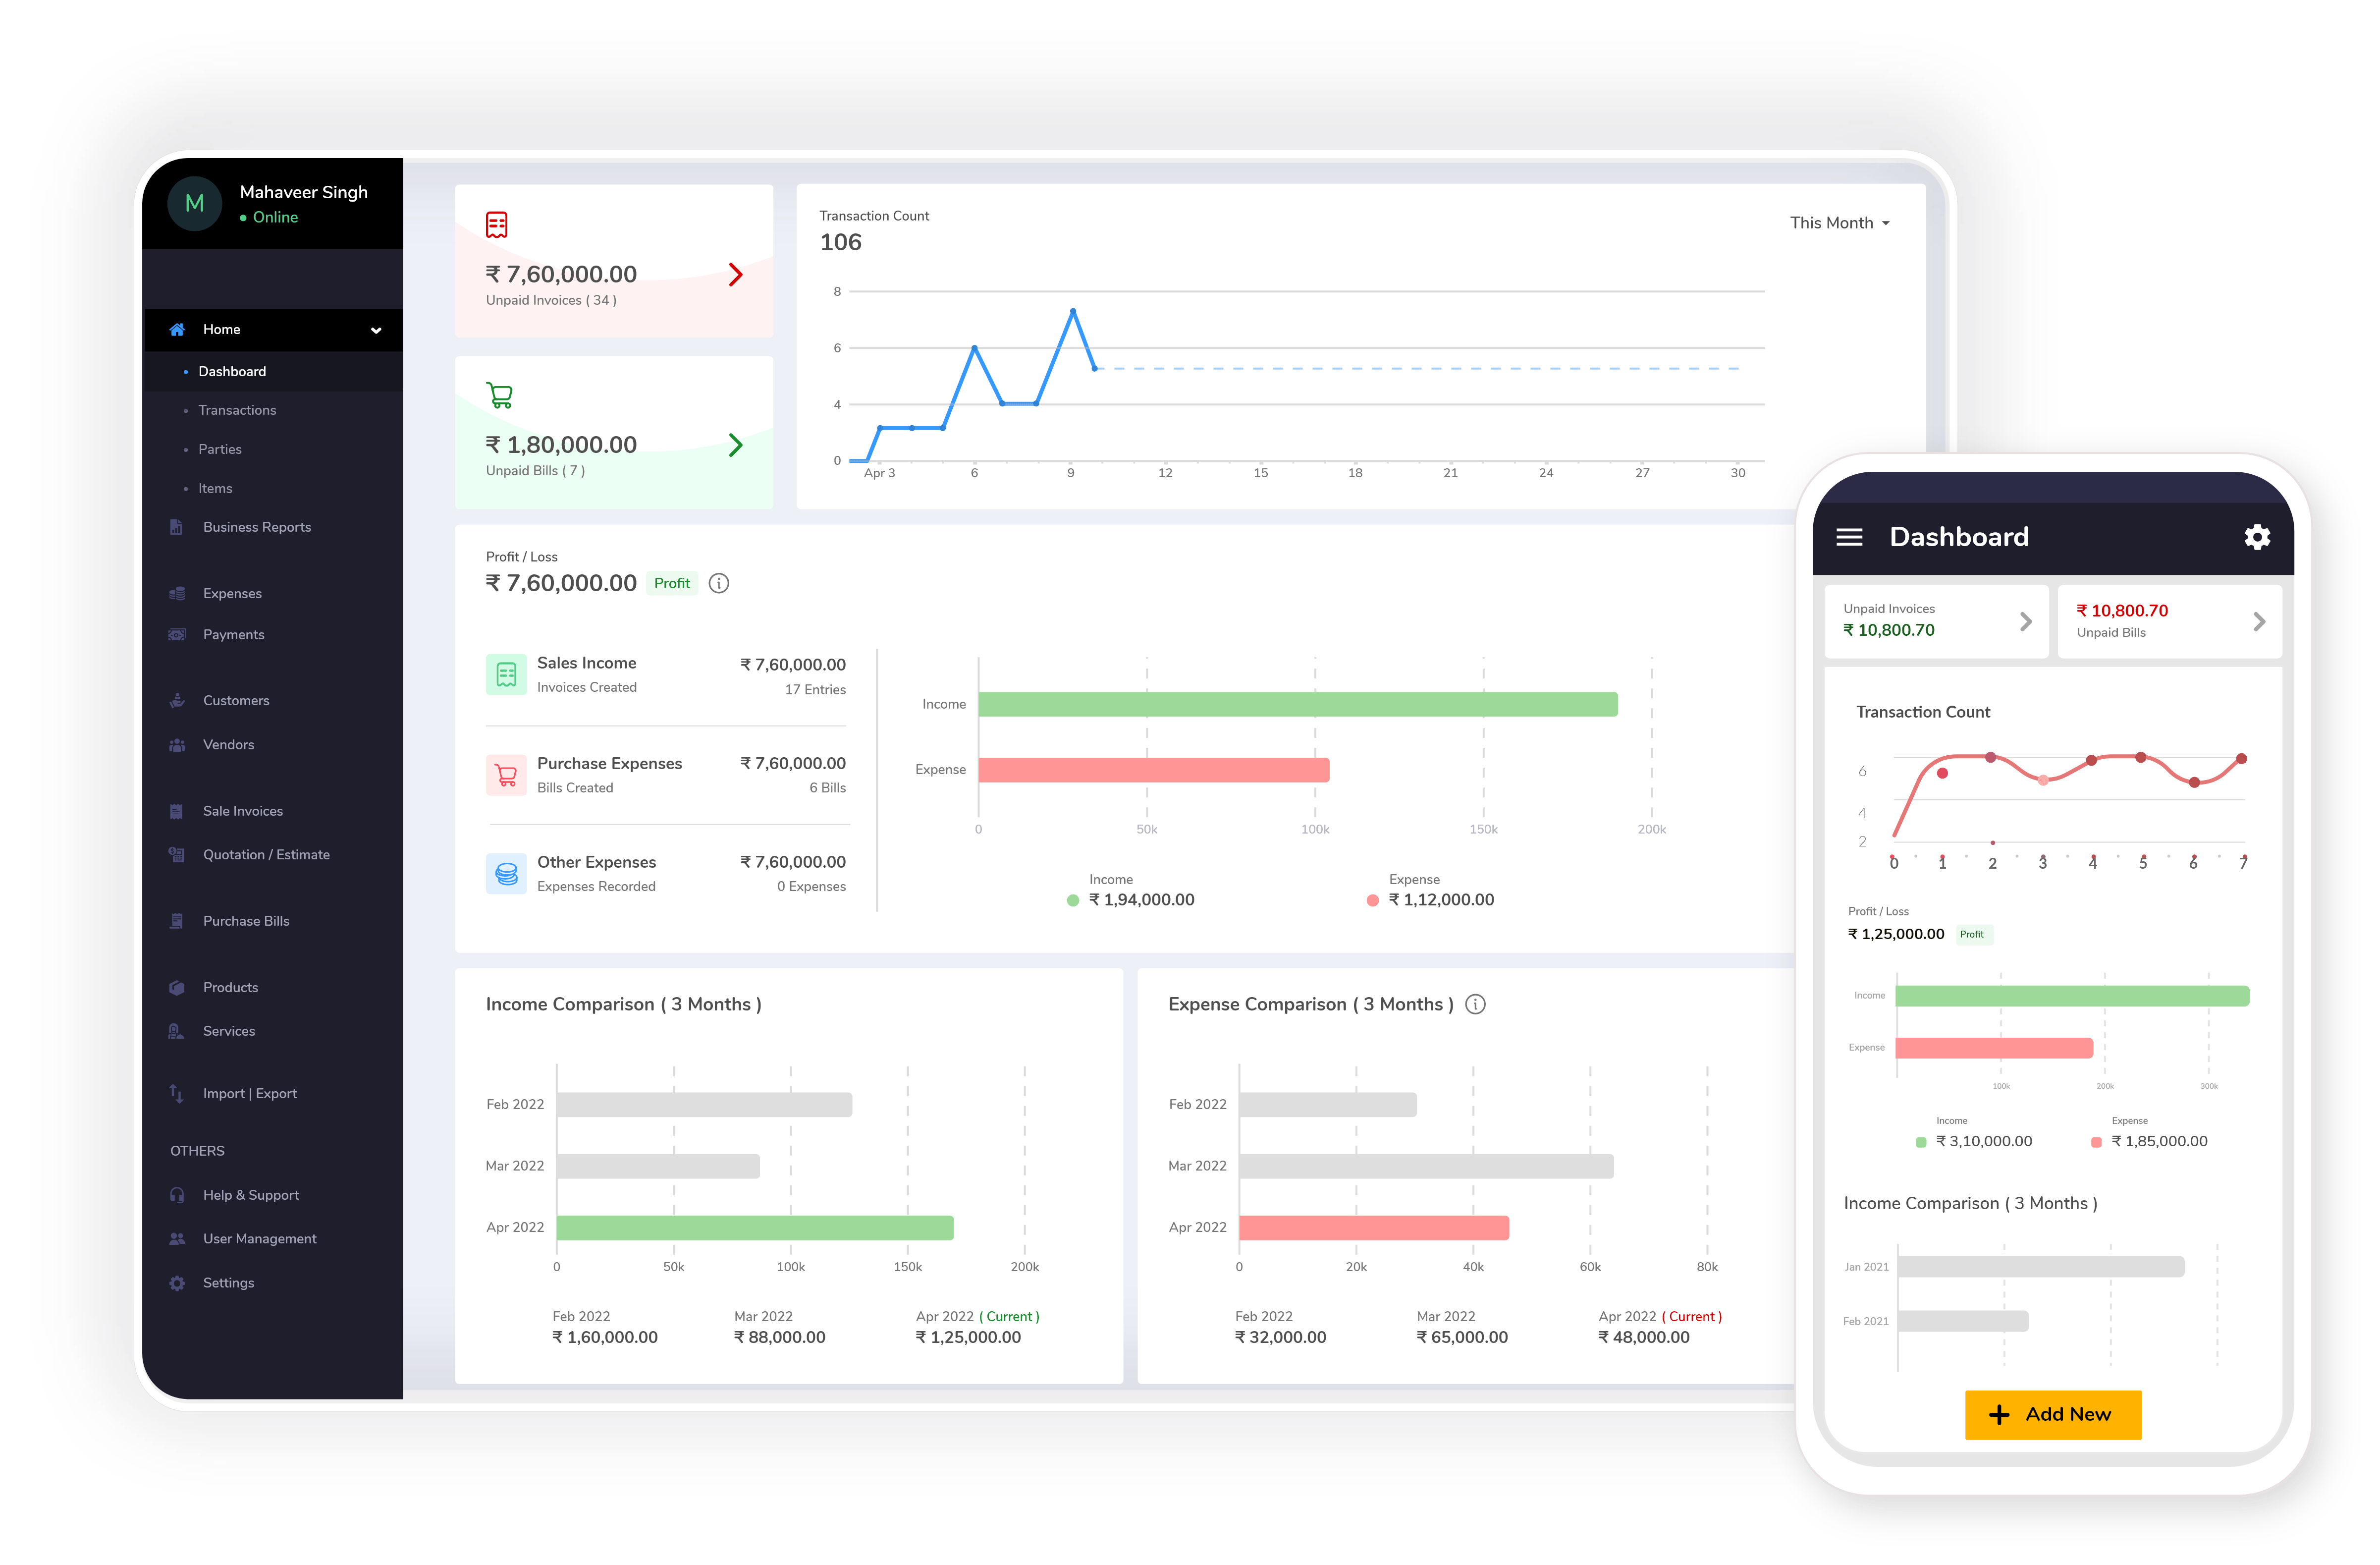 M
Mahaveer Singh
Online
Home
Dashboard
Transactions
Parties
Items
Business Reports
Expenses
Payments
Customers
Vendors
Sale Invoices
Quotation / Estimate
Purchase Bills
Products
Services
Import | Export
OTHERS
Help & Support
User Management
Settings
₹ 7,60,000.00
Unpaid Invoices ( 34 )
₹ 1,80,000.00
Unpaid Bills ( 7 )
Transaction Count
106
This Month
8
6
4
0
Apr 3 6 9 12 15 18 21 24 27 30
Profit / Loss
₹ 7,60,000.00 Profit
Sales Income ₹ 7,60,000.00
Invoices Created 17 Entries
Purchase Expenses ₹ 7,60,000.00
Bills Created 6 Bills
Other Expenses ₹ 7,60,000.00
Expenses Recorded 0 Expenses
Income
Expense
0 50k 100k 150k 200k
Income Expense
₹ 1,94,000.00 ₹ 1,12,000.00
Income Comparison ( 3 Months )
Feb 2022
Mar 2022
Apr 2022
0 50k 100k 150k 200k
Feb 2022 Mar 2022 Apr 2022 ( Current )
₹ 1,60,000.00 ₹ 88,000.00 ₹ 1,25,000.00
Expense Comparison ( 3 Months )
Feb 2022
Mar 2022
Apr 2022
0 20k 40k 60k 80k
Feb 2022 Mar 2022 Apr 2022 ( Current )
₹ 32,000.00 ₹ 65,000.00 ₹ 48,000.00
Dashboard
Unpaid Invoices
₹ 10,800.70
₹ 10,800.70
Unpaid Bills
Transaction Count
6
4
2
0 1 2 3 4 5 6 7
Profit / Loss
₹ 1,25,000.00 Profit
Income
Expense
100k 200k 300k
Income Expense
₹ 3,10,000.00 ₹ 1,85,000.00
Income Comparison ( 3 Months )
Jan 2021
Feb 2021
Add New